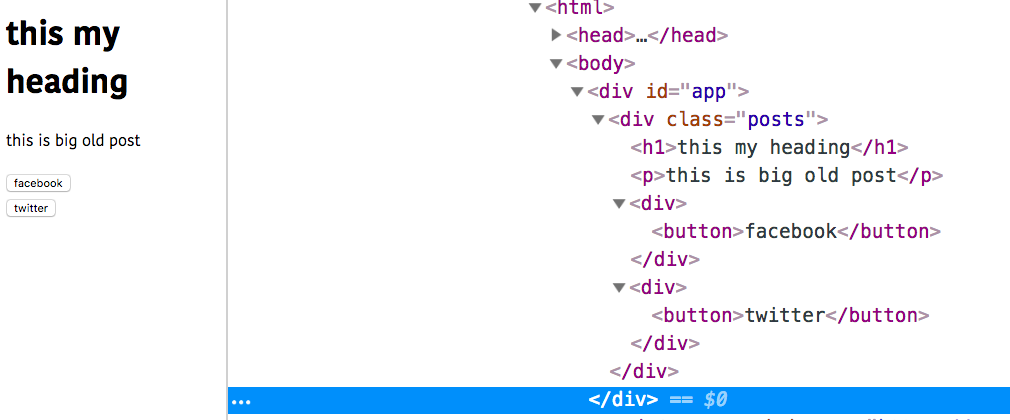 this my
heading
this is big old post
facebook
twitter
<html>
<head>…</head>
<body>
<div id="app">
<div class="posts">
<h1>this my heading</h1>
<p>this is big old post</p>
<div>
<button>facebook</button>
</div>
<div>
<button>twitter</button>
</div>
</div>
... </div> == $0